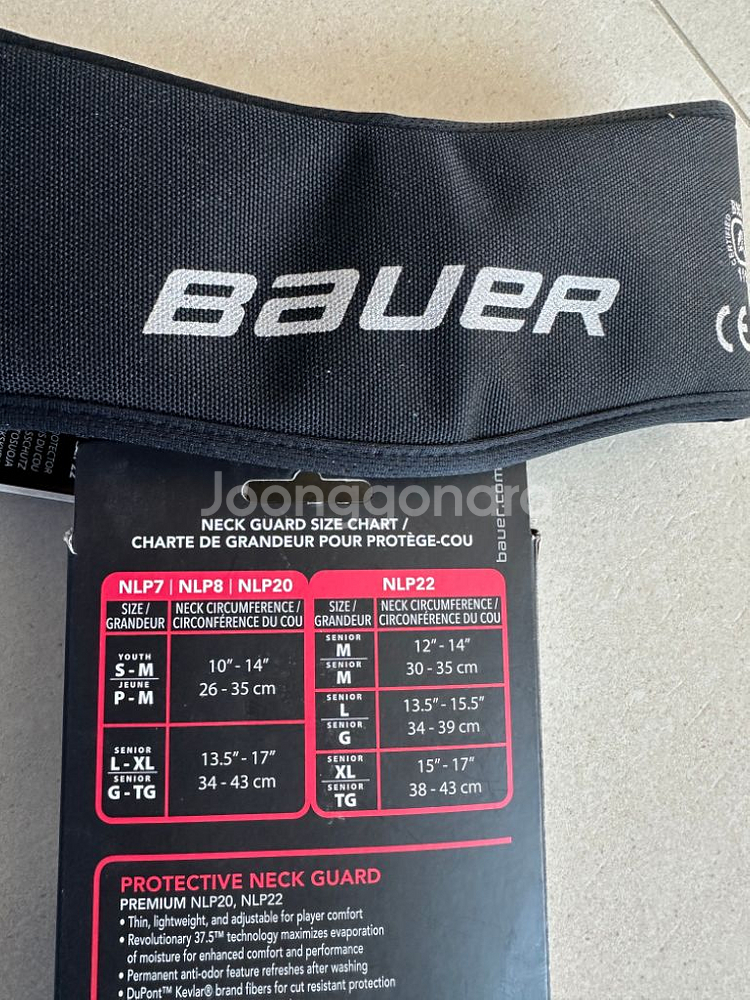 BAUER
CERTIFIED
CE
Joonggonara
bauer.com
NECK GUARD SIZE CHART /
CHARTE DE GRANDEUR POUR PROTÈGE-COU
NLP7 | NLP8 | NLP20
SIZE / GRANDEUR
NECK CIRCUMFERENCE / CIRCONFÉRENCE DU COU
YOUTH
S - M
JEUNE
P - M
10" - 14"
26 - 35 cm
SENIOR
L - XL
SENIOR
G - TG
13.5" - 17"
34 - 43 cm
NLP22
SIZE / GRANDEUR
NECK CIRCUMFERENCE / CIRCONFÉRENCE DU COU
SENIOR
M
SENIOR
M
12" - 14"
30 - 35 cm
SENIOR
L
SENIOR
G
13.5" - 15.5"
34 - 39 cm
SENIOR
XL
SENIOR
TG
15" - 17"
38 - 43 cm
PROTECTIVE NECK GUARD
PREMIUM NLP20, NLP22
• Thin, lightweight, and adjustable for player comfort
• Revolutionary 37.5™ technology maximizes evaporation
of moisture for enhanced comfort and performance
• Permanent anti-odor feature refreshes after washing
• DuPont™ Kevlar® brand fibers for cut resistant protection